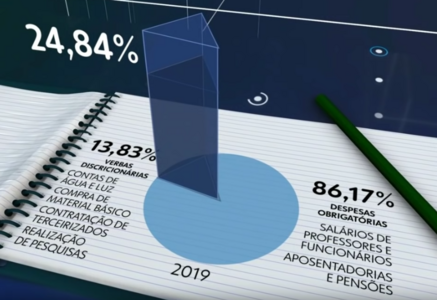 24,84%
13,83%
VERBAS
DISCRICIONÁRIAS
CONTAS DE
ÁGUA E LUZ
COMPRA DE
MATERIAL BÁSICO
CONTRATAÇÃO DE
TERCEIRIZADOS
REALIZAÇÃO
DE PESQUISAS
86,17%
DESPESAS
OBRIGATÓRIAS
SALÁRIOS DE
PROFESSORES E
FUNCIONÁRIOS
APOSENTADORIAS
E PENSÕES
2019